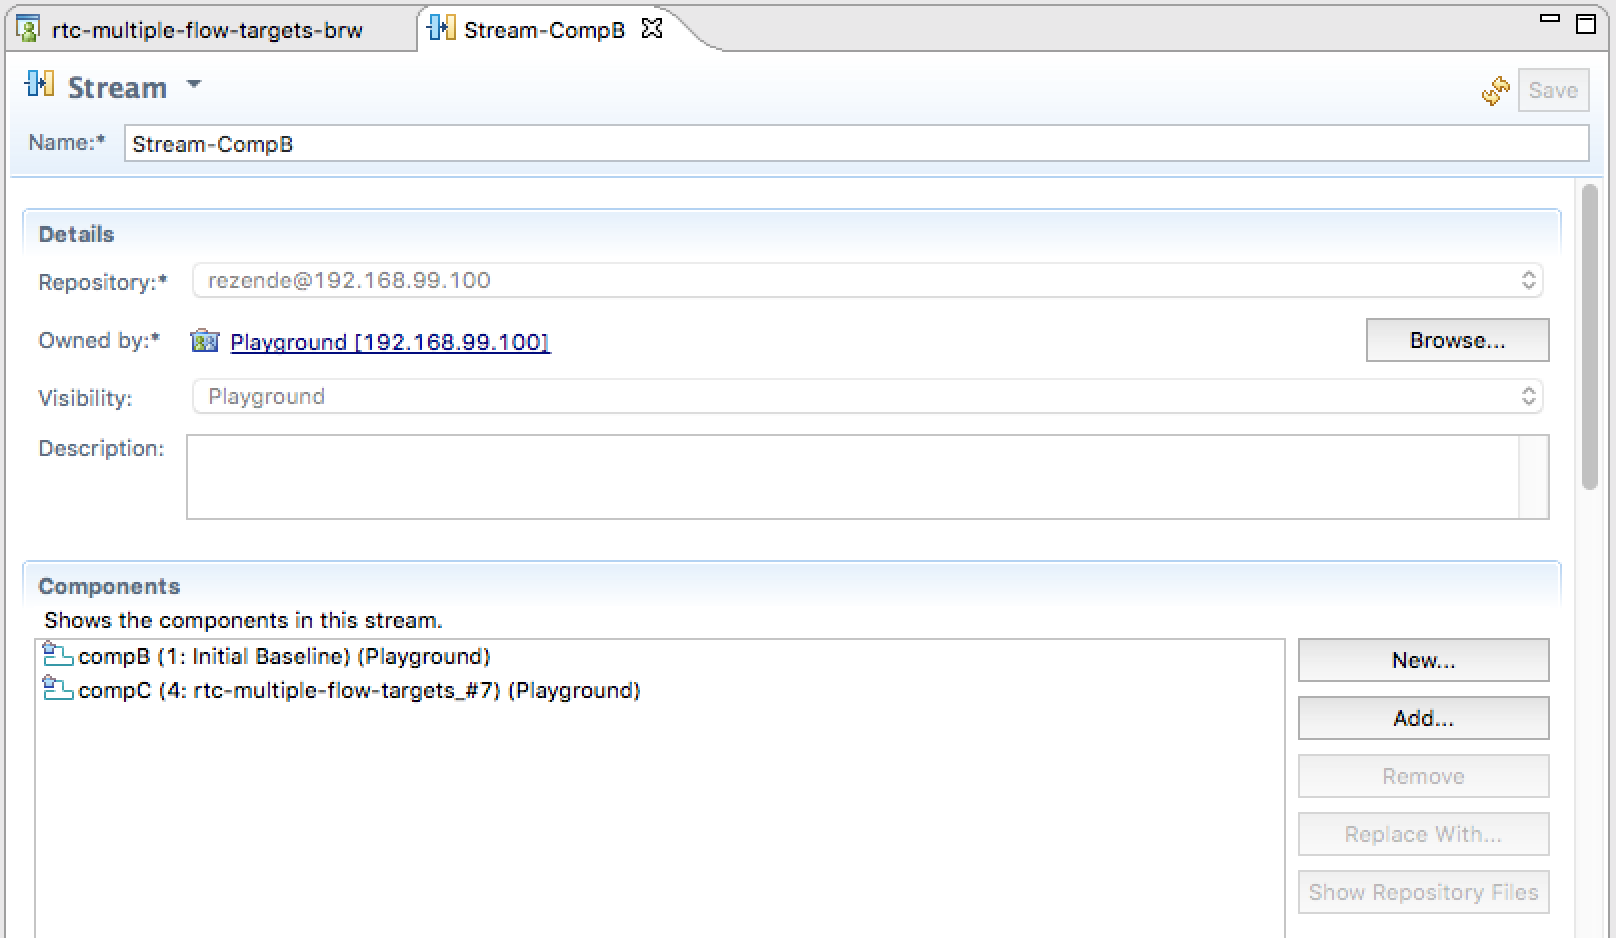 rtc-multiple-flow-targets-brw
Stream-CompB
Stream
Save
Name:*
Stream-CompB
Details
Repository:*
rezende@192.168.99.100
Owned by:*
Playground [192.168.99.100]
Browse...
Visibility:
Playground
Description:
Components
Shows the components in this stream.
compB (1: Initial Baseline) (Playground)
compC (4: rtc-multiple-flow-targets_#7) (Playground)
New...
Add...
Remove
Replace With...
Show Repository Files